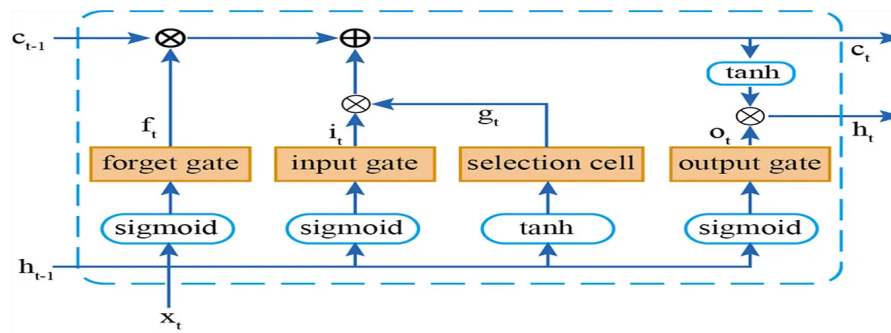 c_{t-1}
c_t
tanh
f_t
i_t
g_t
o_t
h_t
forget gate
input gate
selection cell
output gate
sigmoid
sigmoid
tanh
sigmoid
h_{t-1}
x_t